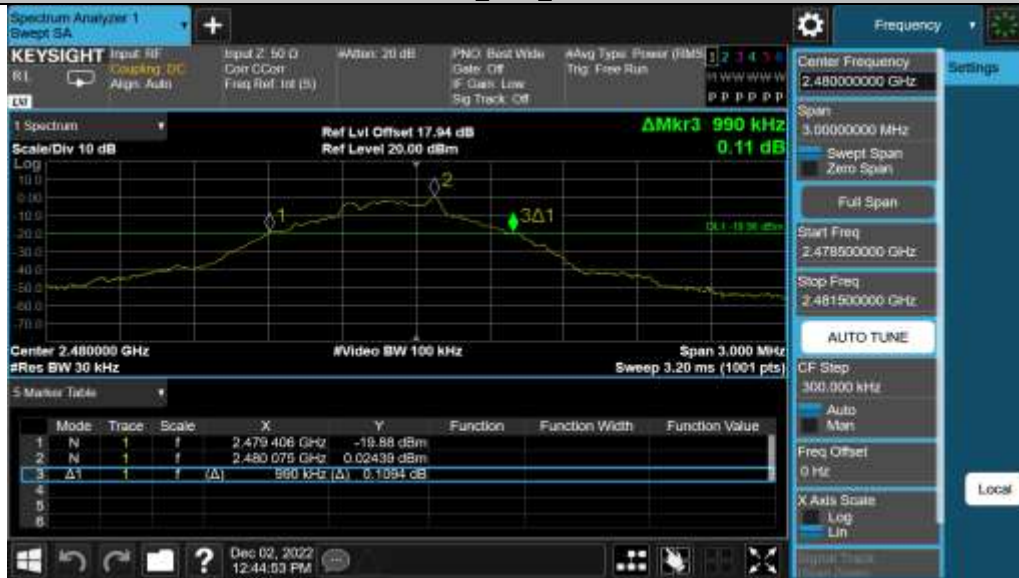 Spectrum Analyzer 1
Swept SA
+
Frequency
KEYSIGHT
RL
Input: RF
Coupling: DC
Align: Auto
Input Z: 50 Ω
Corr CCorr
Freq Ref: Int (S)
#Atten: 20 dB
PNO: Best Wide
Gate: Off
IF Gain: Low
Sig Track: Off
#Avg Type: Power (RMS)
Trig: Free Run
1 2 3 4 5 6
M W W W W W
P P P P P P
LXI
1 Spectrum
Scale/Div 10 dB
Ref Lvl Offset 17.94 dB
Ref Level 20.00 dBm
ΔMkr3 990 kHz
0.11 dB
Log
10.0
0.00
-10.0
-20.0
-30.0
-40.0
-50.0
-60.0
-70.0
1
2
3Δ1
Center 2.480000 GHz
#Res BW 30 kHz
#Video BW 100 kHz
Span 3.000 MHz
Sweep 3.20 ms (1001 pts)
5 Marker Table
Mode Trace Scale X Y Function Function Width Function Value
1 N 1 f 2.479 406 GHz -19.88 dBm
2 N 1 f 2.480 075 GHz 0.02439 dBm
3 Δ1 1 f (Δ) 990 kHz (Δ) 0.1094 dB
4
5
6
?
Dec 02, 2022
12:44:53 PM
Center Frequency
2.480000000 GHz
Settings
Span
3.00000000 MHz
Swept Span
Zero Span
Full Span
Start Freq
2.478500000 GHz
Stop Freq
2.481500000 GHz
AUTO TUNE
CF Step
300.000 kHz
Auto
Man
Freq Offset
0 Hz
X Axis Scale
Log
Lin
Signal Track
Local